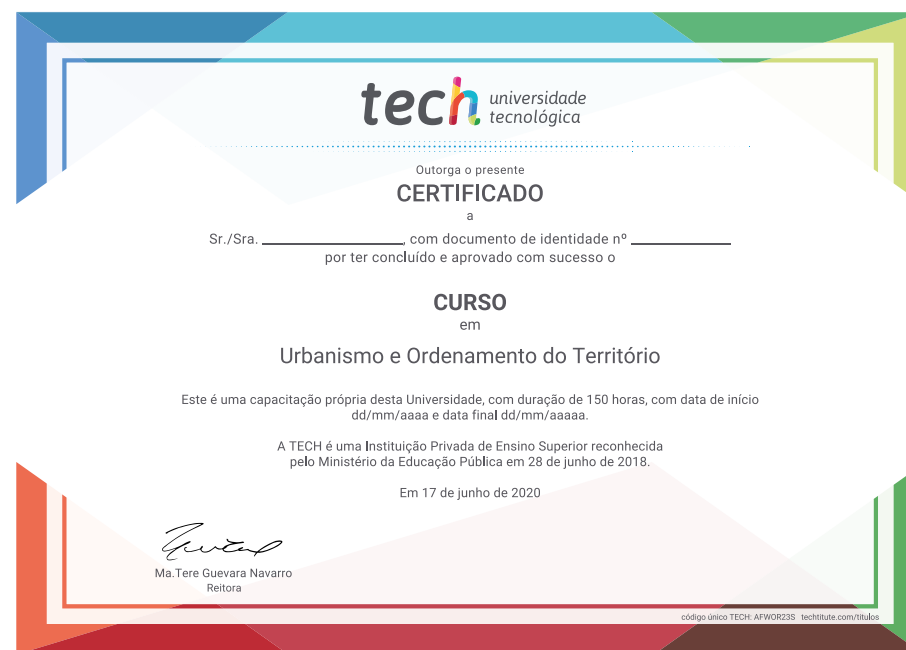 tech universidade
tecnológica
Outorga o presente
CERTIFICADO
a
Sr./Sra. ________________, com documento de identidade nº ___________
por ter concluído e aprovado com sucesso o
CURSO
em
Urbanismo e Ordenamento do Território
Este é uma capacitação própria desta Universidade, com duração de 150 horas, com data de início
dd/mm/aaaa e data final dd/mm/aaaaa.
A TECH é uma Instituição Privada de Ensino Superior reconhecida
pelo Ministério da Educação Pública em 28 de junho de 2018.
Em 17 de junho de 2020
Ma.Tere Guevara Navarro
Reitora
código único TECH: AFWOR23S techtitute.com/titulos